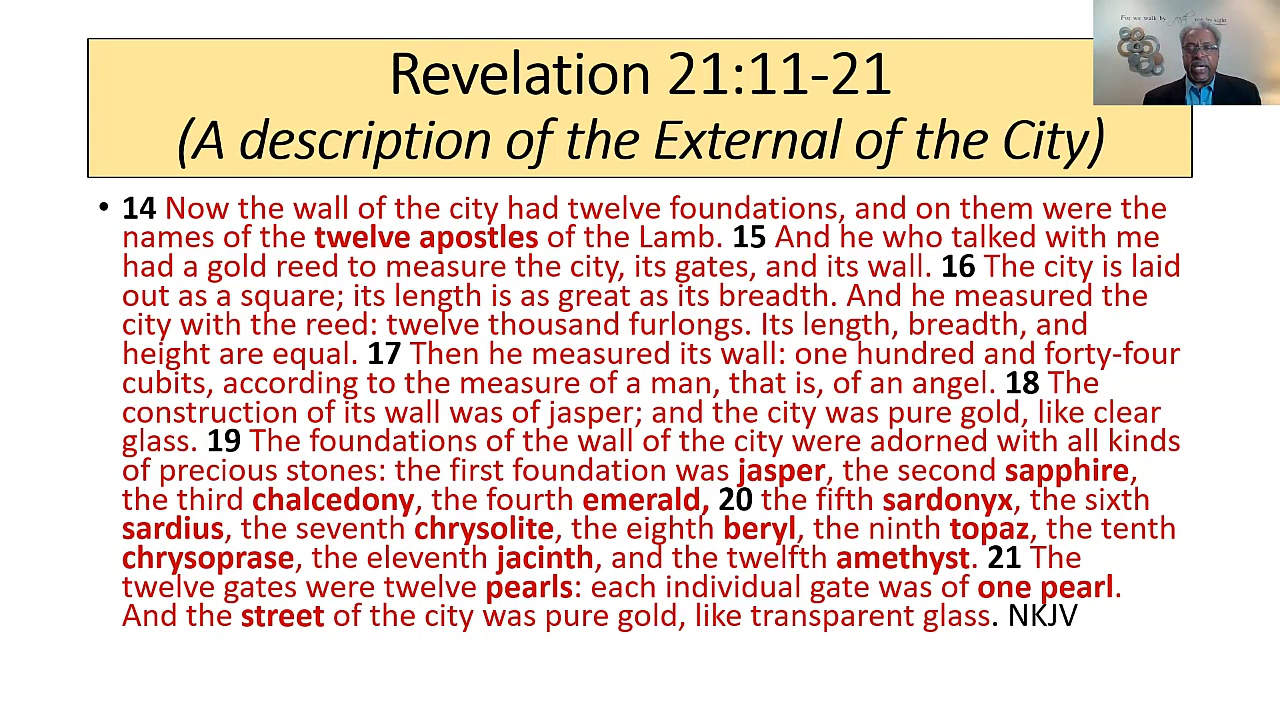 For we walk by faith not by sight
Revelation 21:11-21
(A description of the External of the City)
• 14 Now the wall of the city had twelve foundations, and on them were the
names of the twelve apostles of the Lamb. 15 And he who talked with me
had a gold reed to measure the city, its gates, and its wall. 16 The city is laid
out as a square; its length is as great as its breadth. And he measured the
city with the reed: twelve thousand furlongs. Its length, breadth, and
height are equal. 17 Then he measured its wall: one hundred and forty-four
cubits, according to the measure of a man, that is, of an angel. 18 The
construction of its wall was of jasper; and the city was pure gold, like clear
glass. 19 The foundations of the wall of the city were adorned with all kinds
of precious stones: the first foundation was jasper, the second sapphire,
the third chalcedony, the fourth emerald, 20 the fifth sardonyx, the sixth
sardius, the seventh chrysolite, the eighth beryl, the ninth topaz, the tenth
chrysoprase, the eleventh jacinth, and the twelfth amethyst. 21 The
twelve gates were twelve pearls: each individual gate was of one pearl.
And the street of the city was pure gold, like transparent glass. NKJV